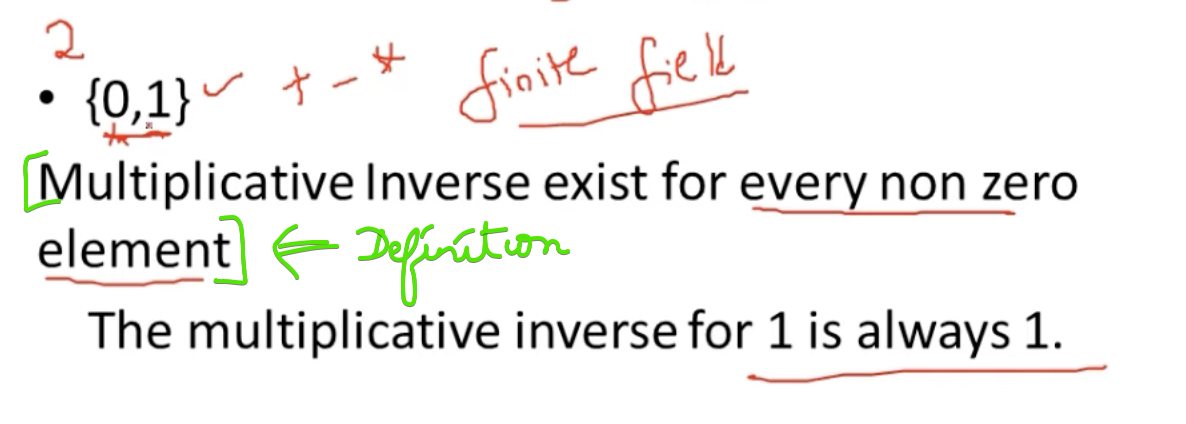 2
• {0,1} ✓ + - * finite field
[Multiplicative Inverse exist for every non zero
element] ← Definition
The multiplicative inverse for 1 is always 1.